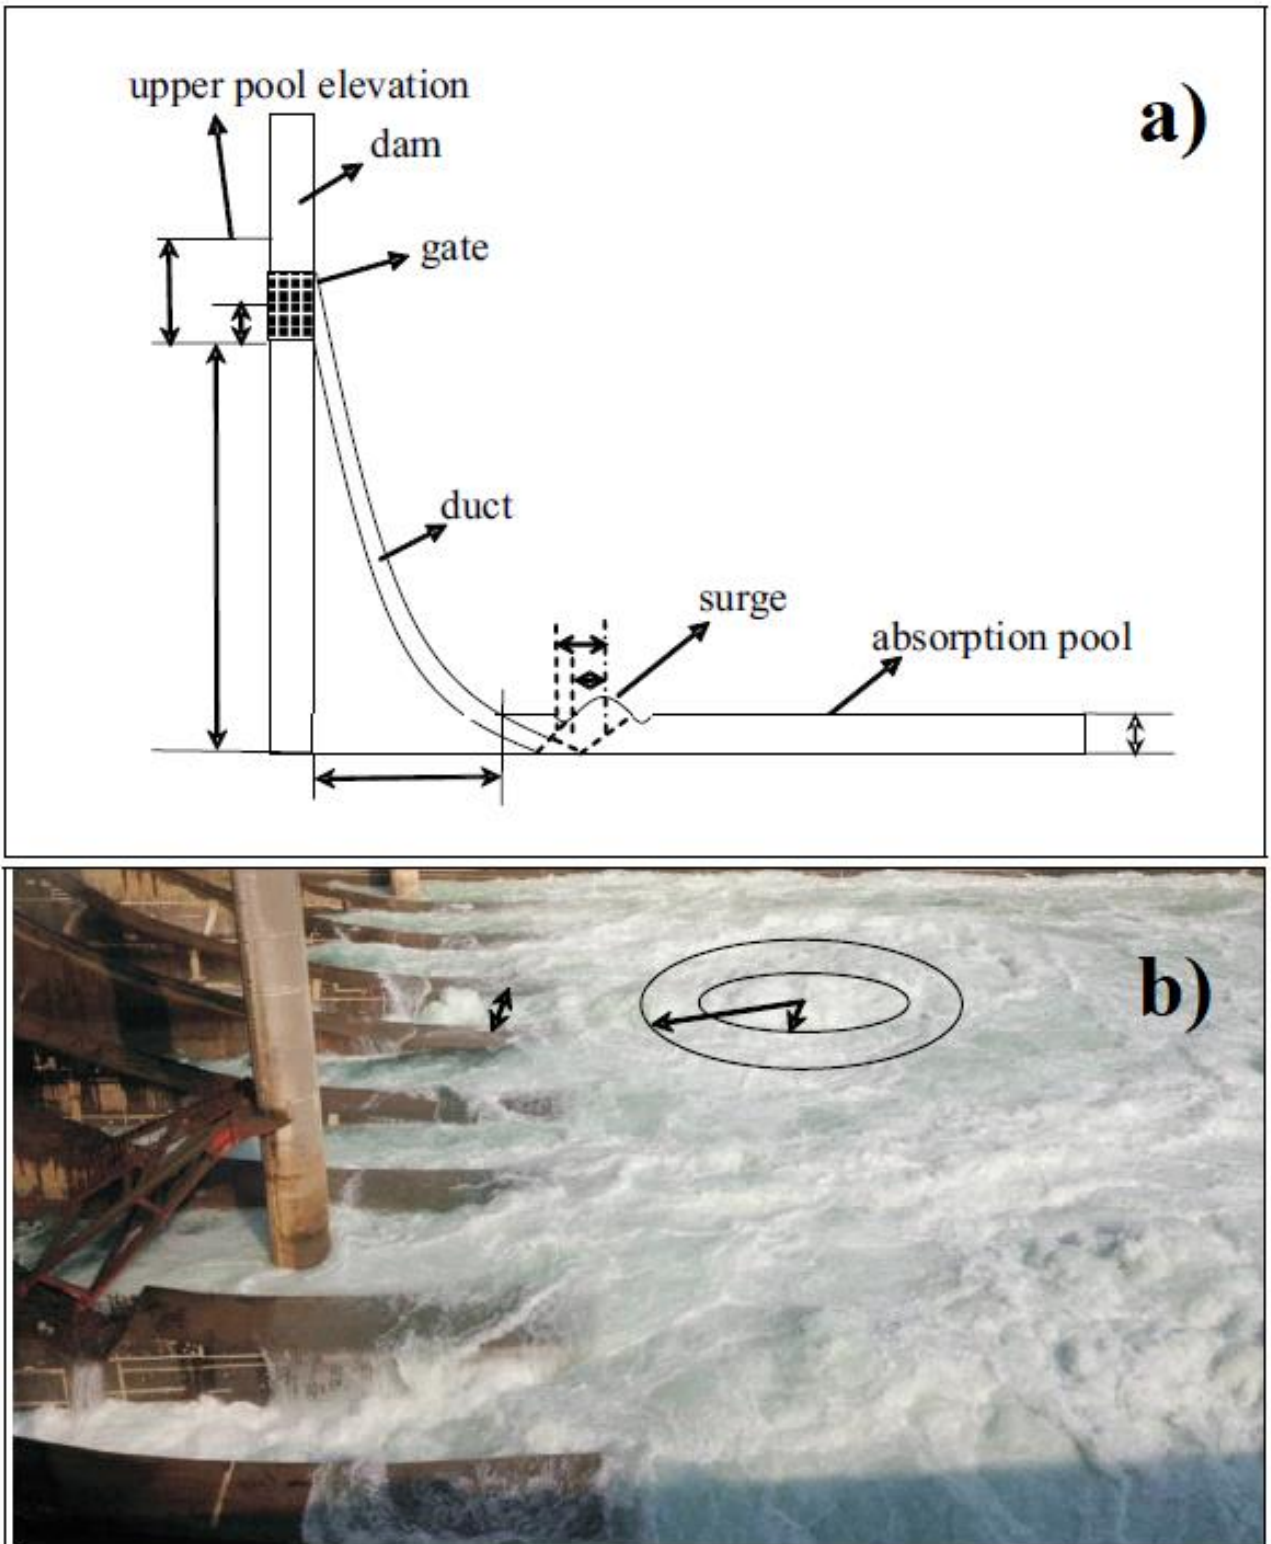 upper pool elevation
a)
dam
gate
duct
surge
absorption pool
b)